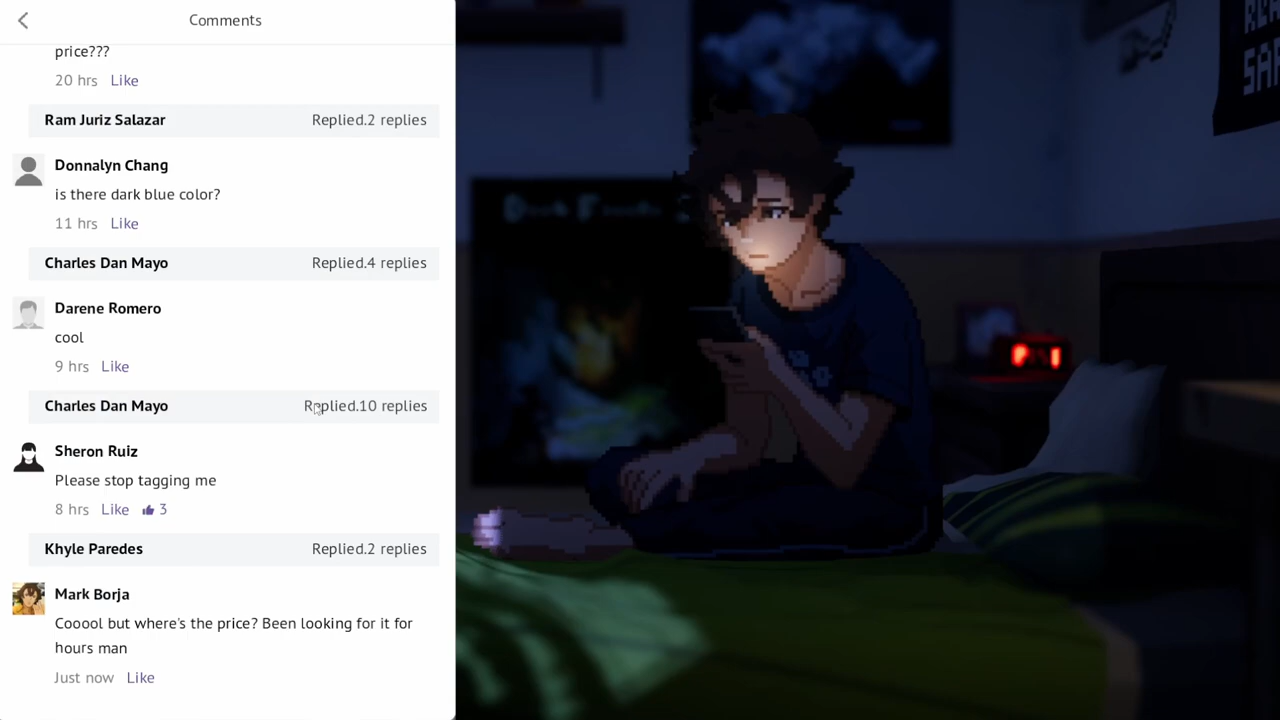 Comments
price???
20 hrs Like
Ram Juriz Salazar Replied.2 replies
Donnalyn Chang
is there dark blue color?
11 hrs Like
Charles Dan Mayo Replied.4 replies
Darene Romero
cool
9 hrs Like
Charles Dan Mayo Replied.10 replies
Sheron Ruiz
Please stop tagging me
8 hrs Like 3
Khyle Paredes Replied.2 replies
Mark Borja
Cooool but where's the price? Been looking for it for
hours man
Just now Like